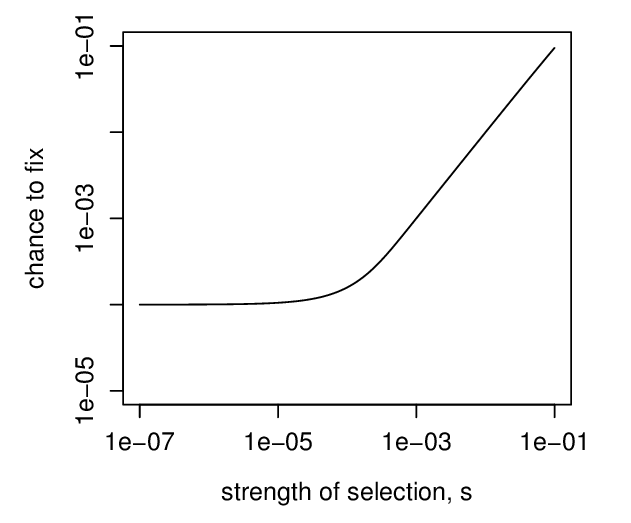 1e−01
1e−03
1e−05
chance to fix
1e−07 1e−05 1e−03 1e−01
strength of selection, s